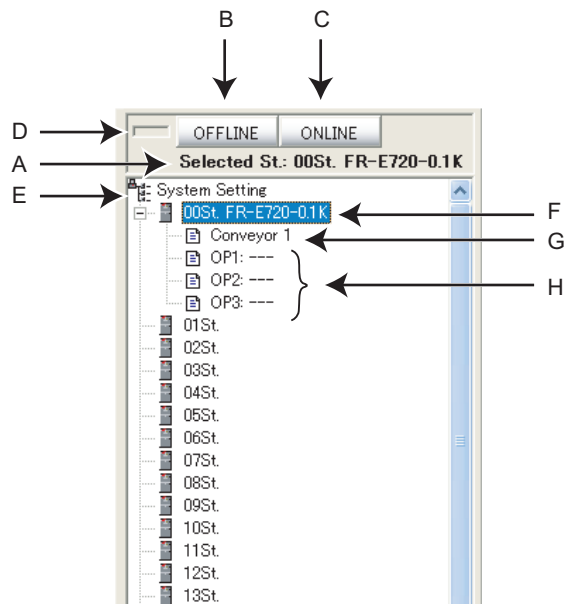 B C
D OFFLINE ONLINE
A Selected St.: 00St. FR-E720-0.1K
E System Setting
00St. FR-E720-0.1K F
Conveyor 1 G
OP1: ---
OP2: --- H
OP3: ---
01St.
02St.
03St.
04St.
05St.
06St.
07St.
08St.
09St.
10St.
11St.
12St.
13St.